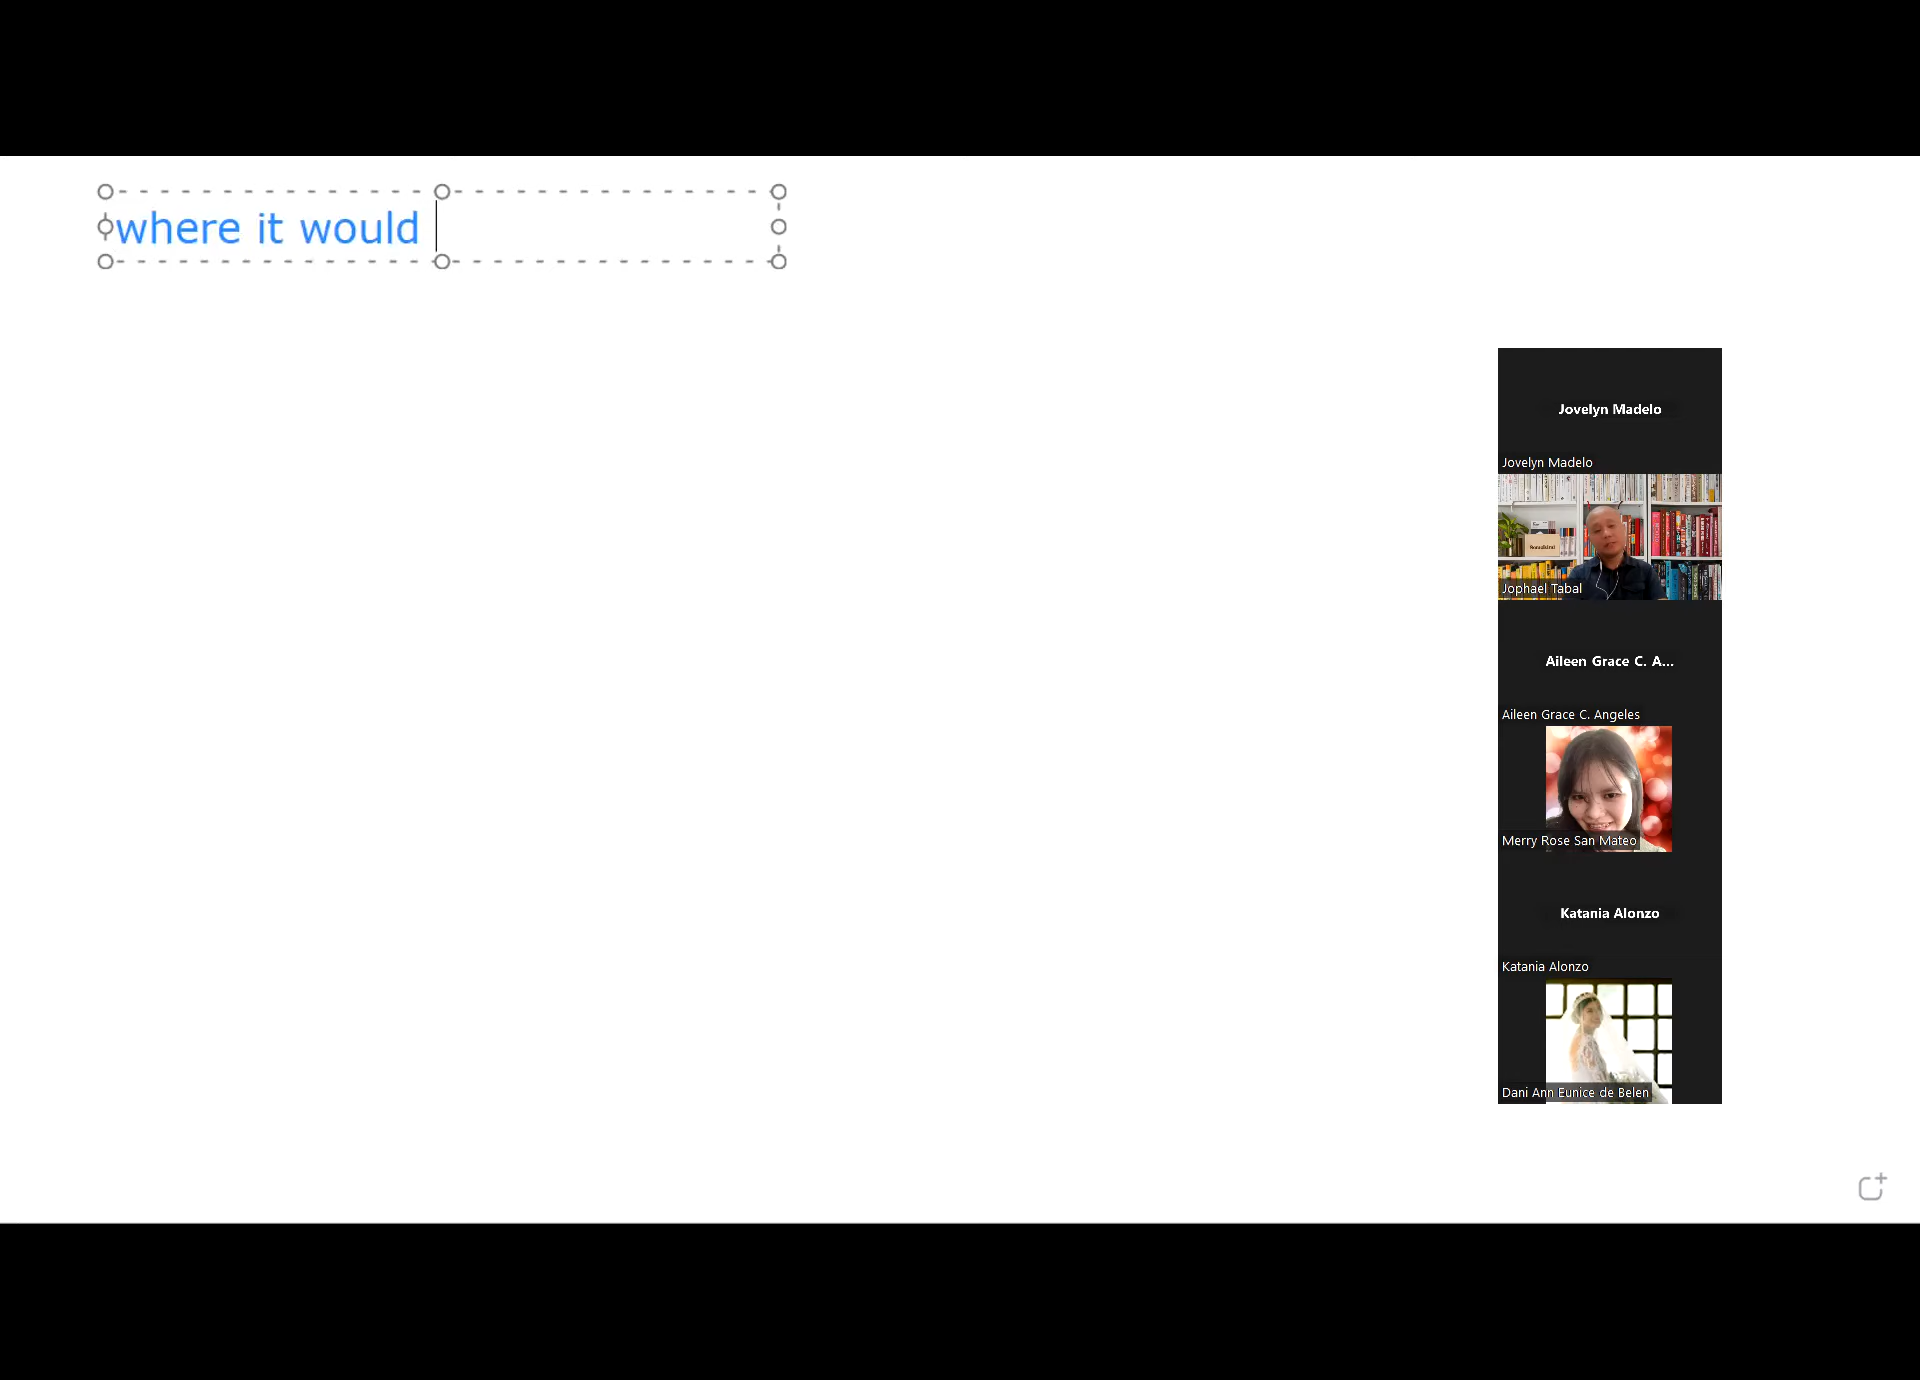 where it would
Jovelyn Madelo
Jovelyn Madelo
Jophael Tabal
Aileen Grace C. A...
Aileen Grace C. Angeles
Merry Rose San Mateo
Katania Alonzo
Katania Alonzo
Dani Ann Eunice de Belen